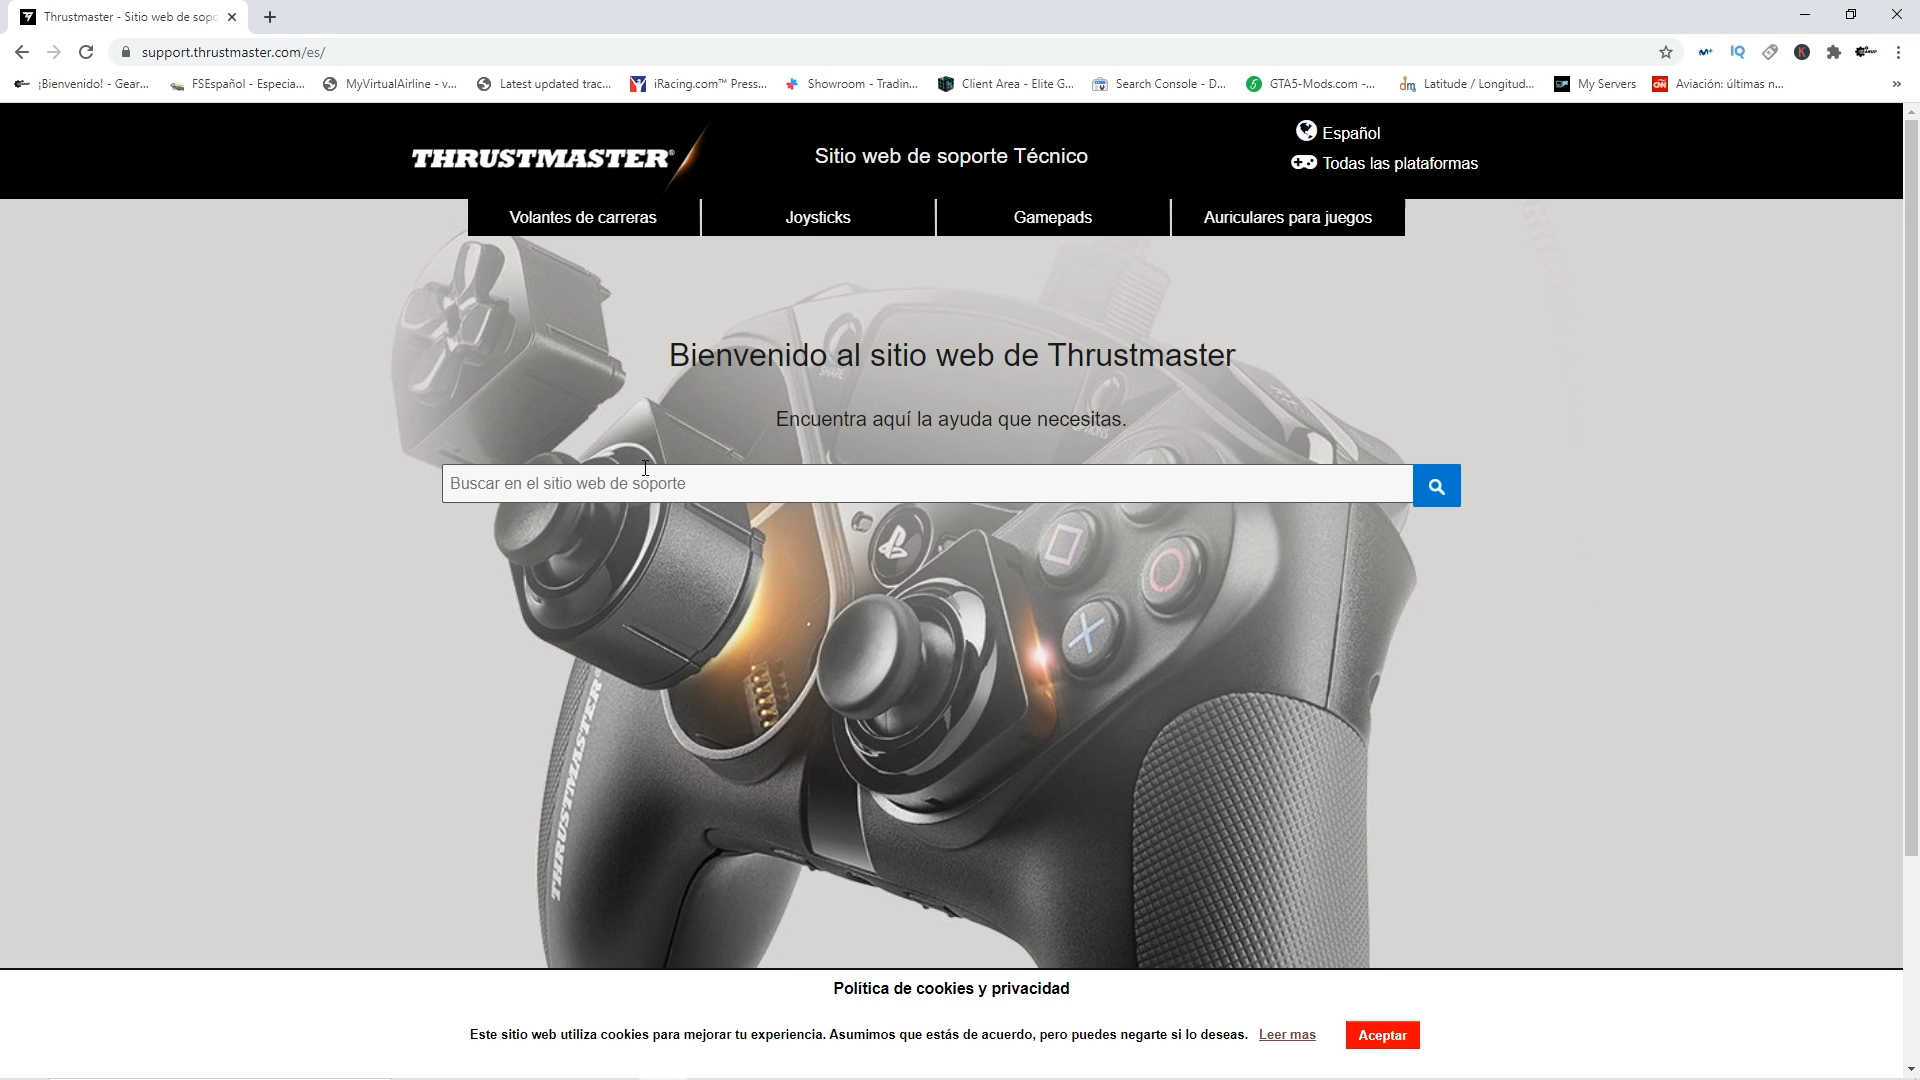 Thrustmaster - Sitio web de sopo
support.thrustmaster.com/es/
¡Bienvenido! - Gear...
FSEspañol - Especia...
MyVirtualAirline - v...
Latest updated trac...
iRacing.com™ Press...
Showroom - Tradin...
Client Area - Elite G...
Search Console - D...
GTA5-Mods.com -...
Latitude / Longitud...
My Servers
Aviación: últimas n...
THRUSTMASTER®
Sitio web de soporte Técnico
Español
Todas las plataformas
Volantes de carreras
Joysticks
Gamepads
Auriculares para juegos
Bienvenido al sitio web de Thrustmaster
Encuentra aquí la ayuda que necesitas.
Buscar en el sitio web de soporte
SHARE
THRUSTMASTER
Política de cookies y privacidad
Este sitio web utiliza cookies para mejorar tu experiencia. Asumimos que estás de acuerdo, pero puedes negarte si lo deseas. Leer mas
Aceptar